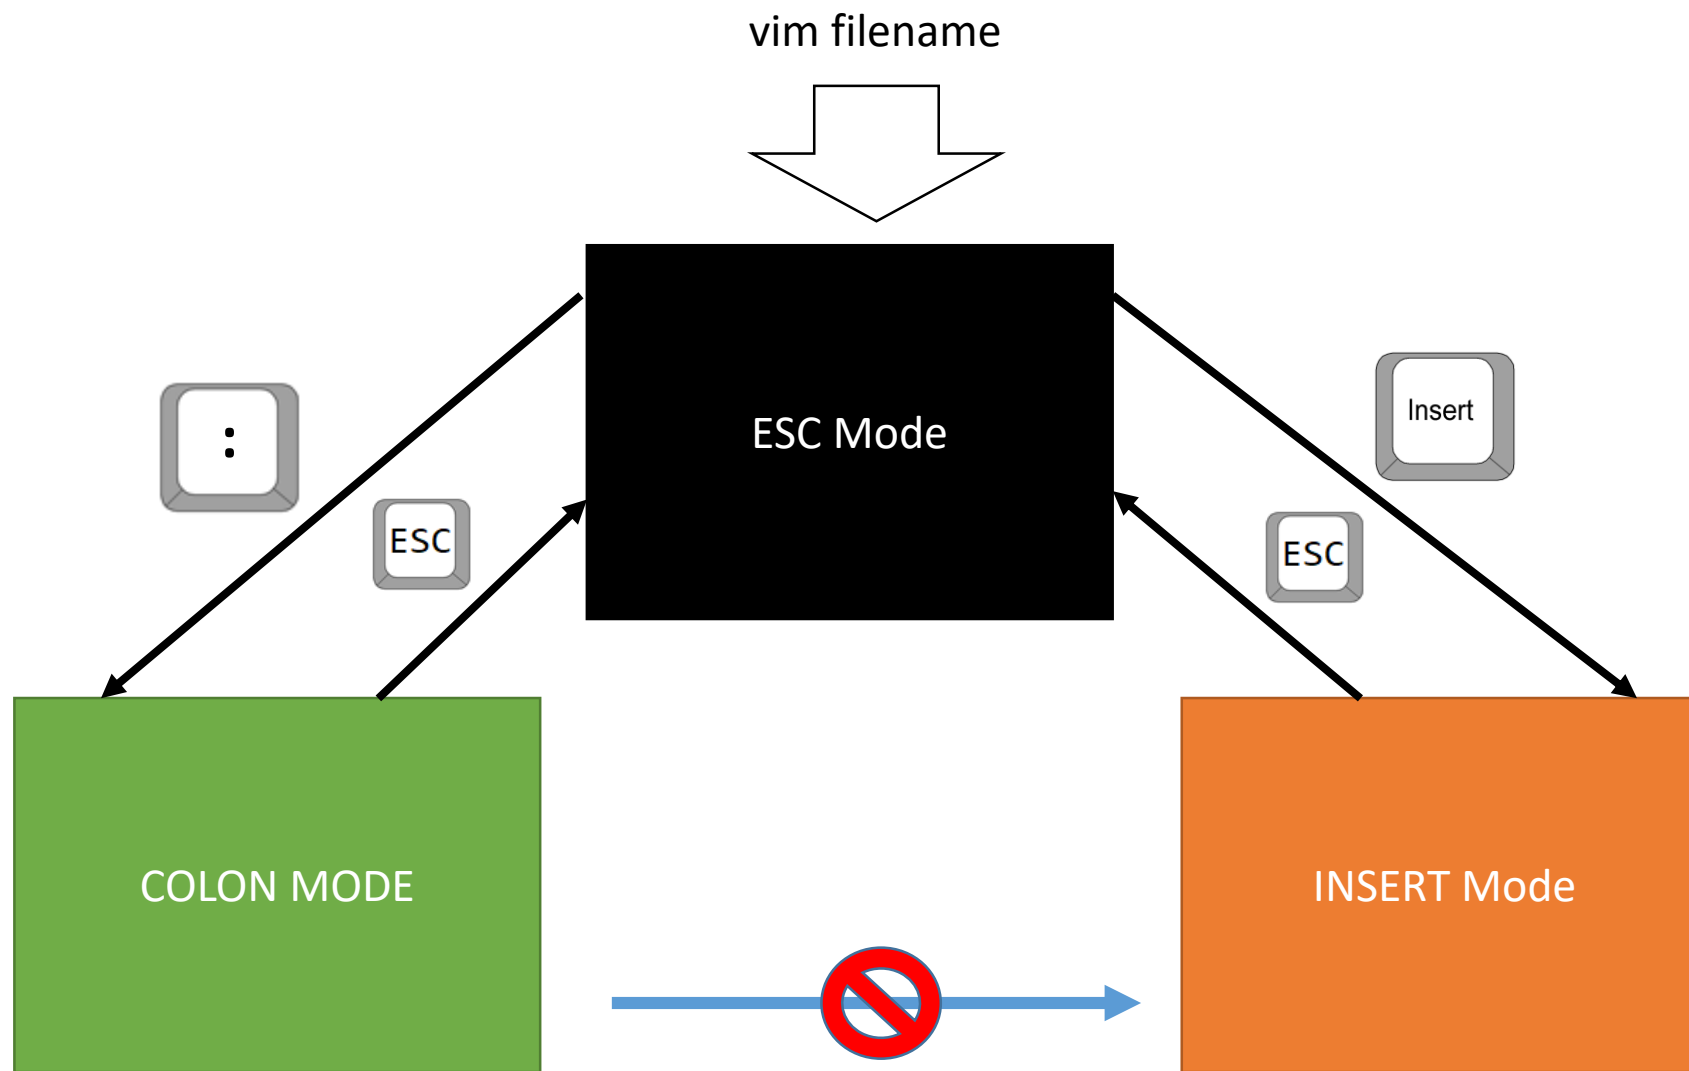 vim filename
ESC Mode
:
Insert
ESC
ESC
COLON MODE
INSERT Mode